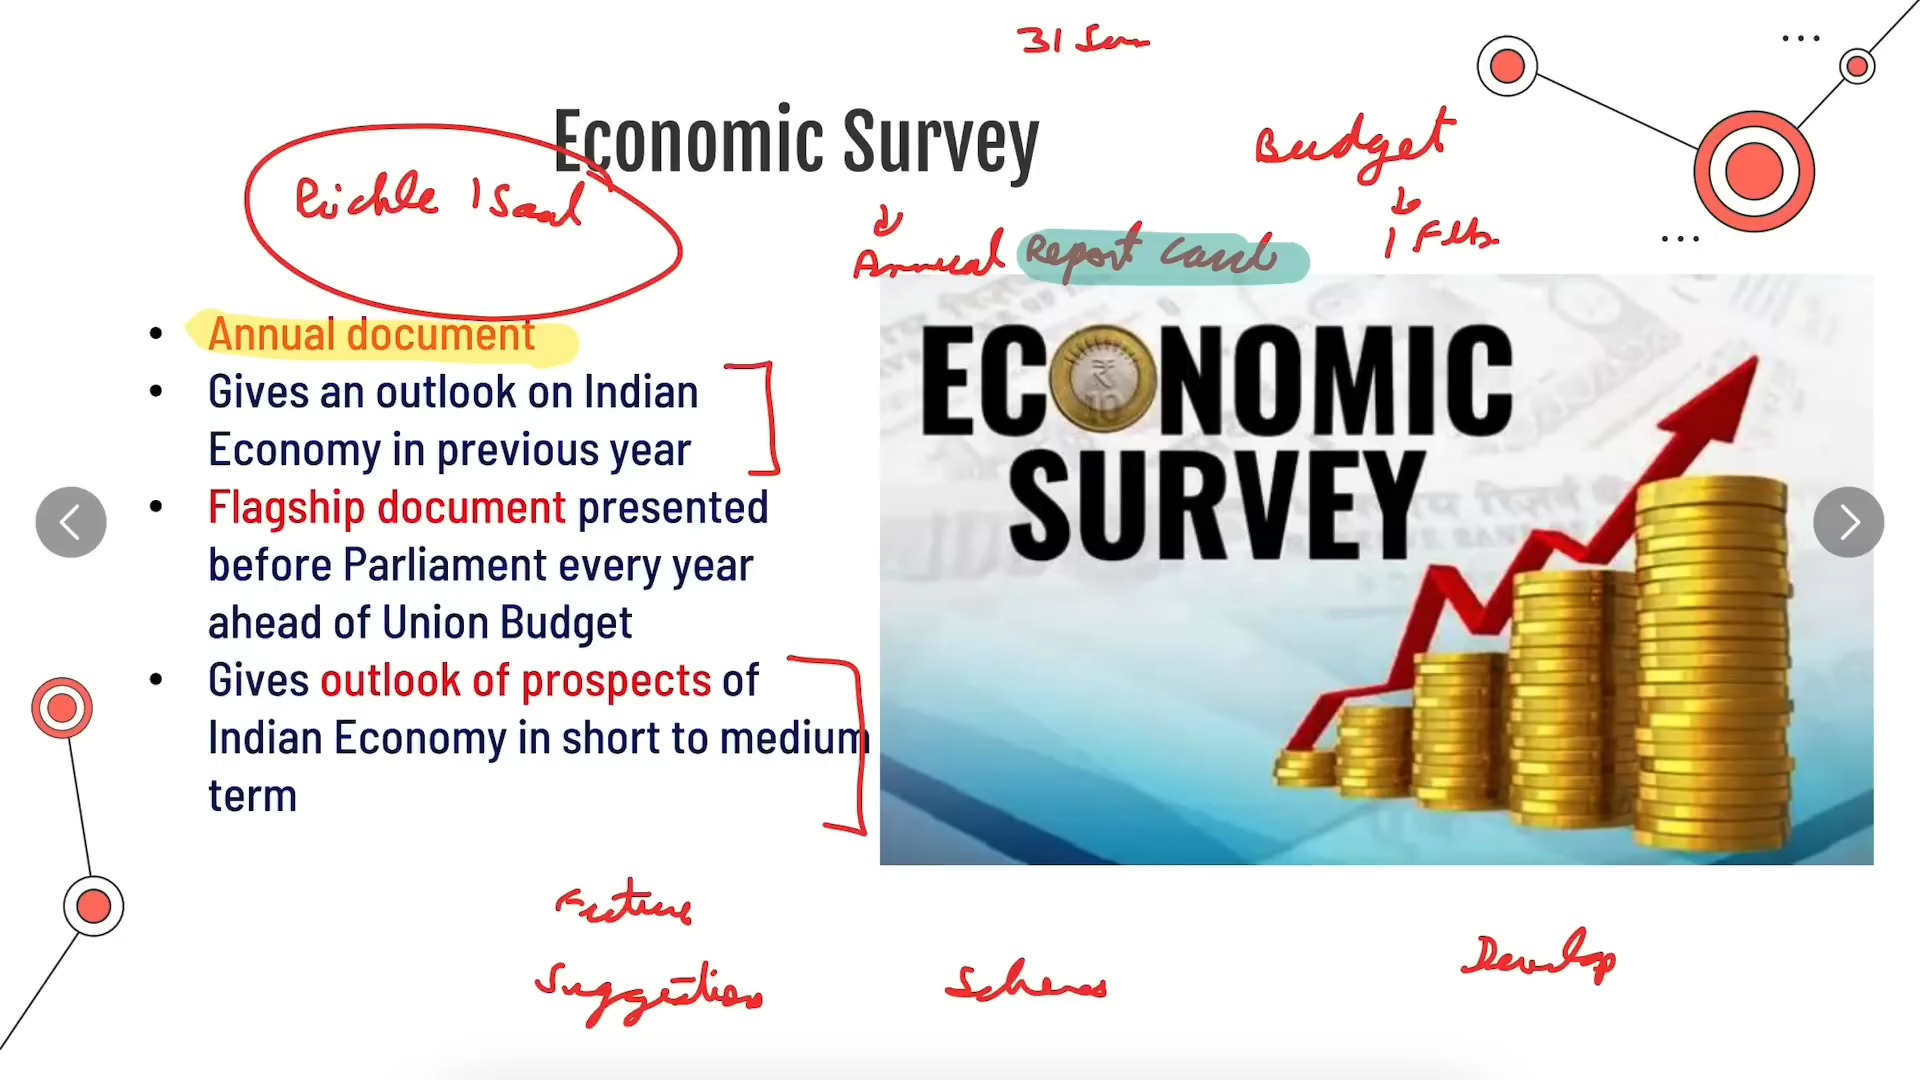 31 Jan
Economic Survey
Budget
Pichle 1 Saal
1 Feb
Annual Report Card
• Annual document
• Gives an outlook on Indian
Economy in previous year
• Flagship document presented
before Parliament every year
ahead of Union Budget
• Gives outlook of prospects of
Indian Economy in short to medium
term
ECONOMIC
SURVEY
Future
Suggestion
Schemes
Develop